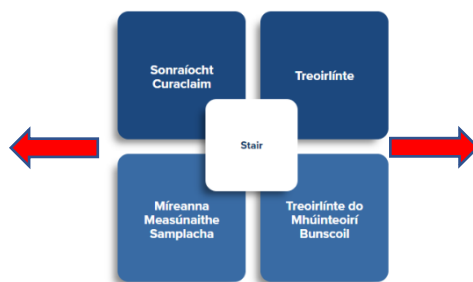 Sonraíocht
Curaclaim
Treoirlínte
Stair
Míreanna
Measúnaithe
Samplacha
Treoirlínte do
Mhúinteoirí
Bunscoil